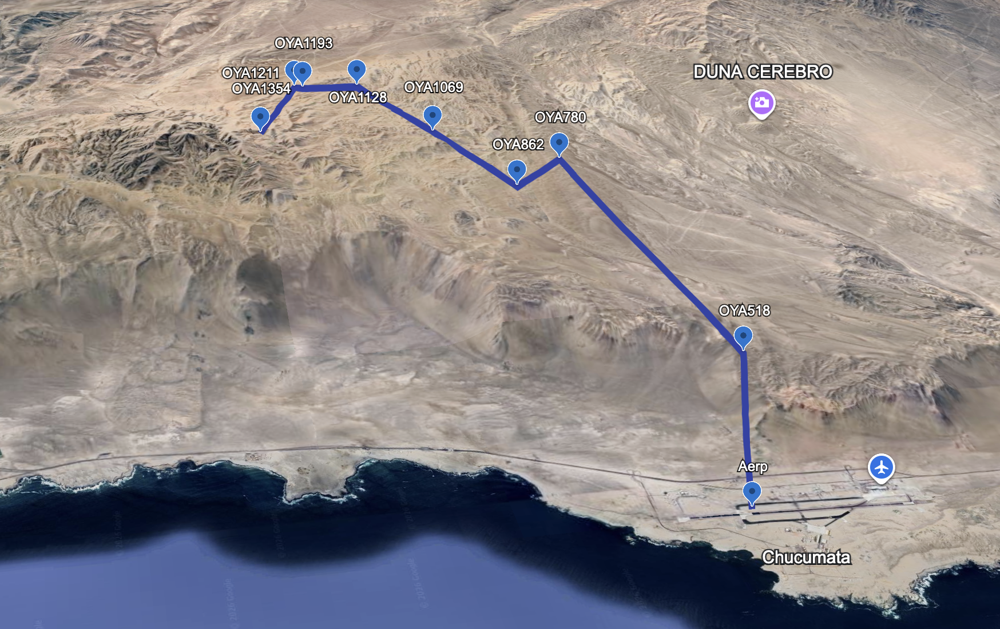 OYA1193
DUNA CEREBRO
OYA1211
OYA1354
OYA1128
OYA1069
OYA780
OYA862
OYA518
Aerp
Chucumata